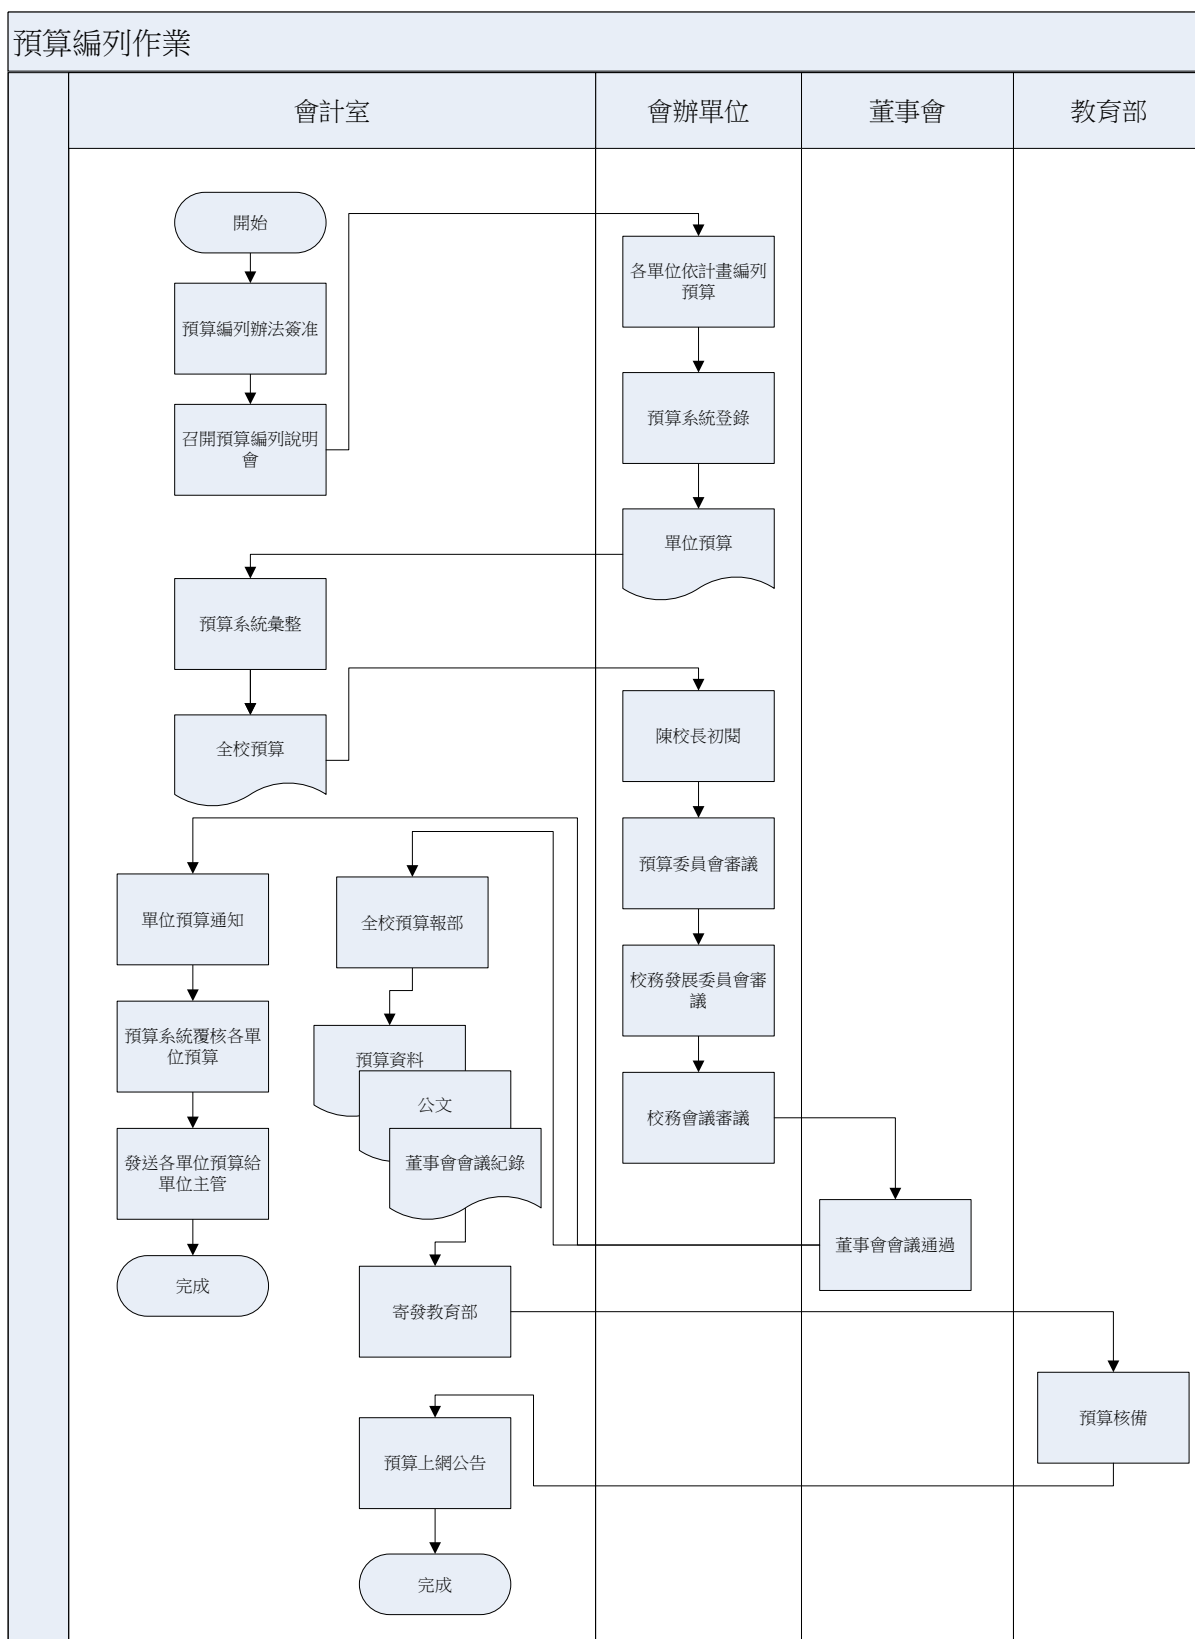 預算編列作業
會計室
會辦單位
董事會
教育部
開始
預算編列辦法簽准
召開預算編列說明
會
各單位依計畫編列
預算
預算系統登錄
單位預算
預算系統彙整
全校預算
陳校長初閱
預算委員會審議
校務發展委員會審
議
校務會議審議
董事會會議通過
單位預算通知
預算系統覆核各單
位預算
發送各單位預算給
單位主管
完成
全校預算報部
預算資料
公文
董事會會議紀錄
寄發教育部
預算核備
預算上網公告
完成